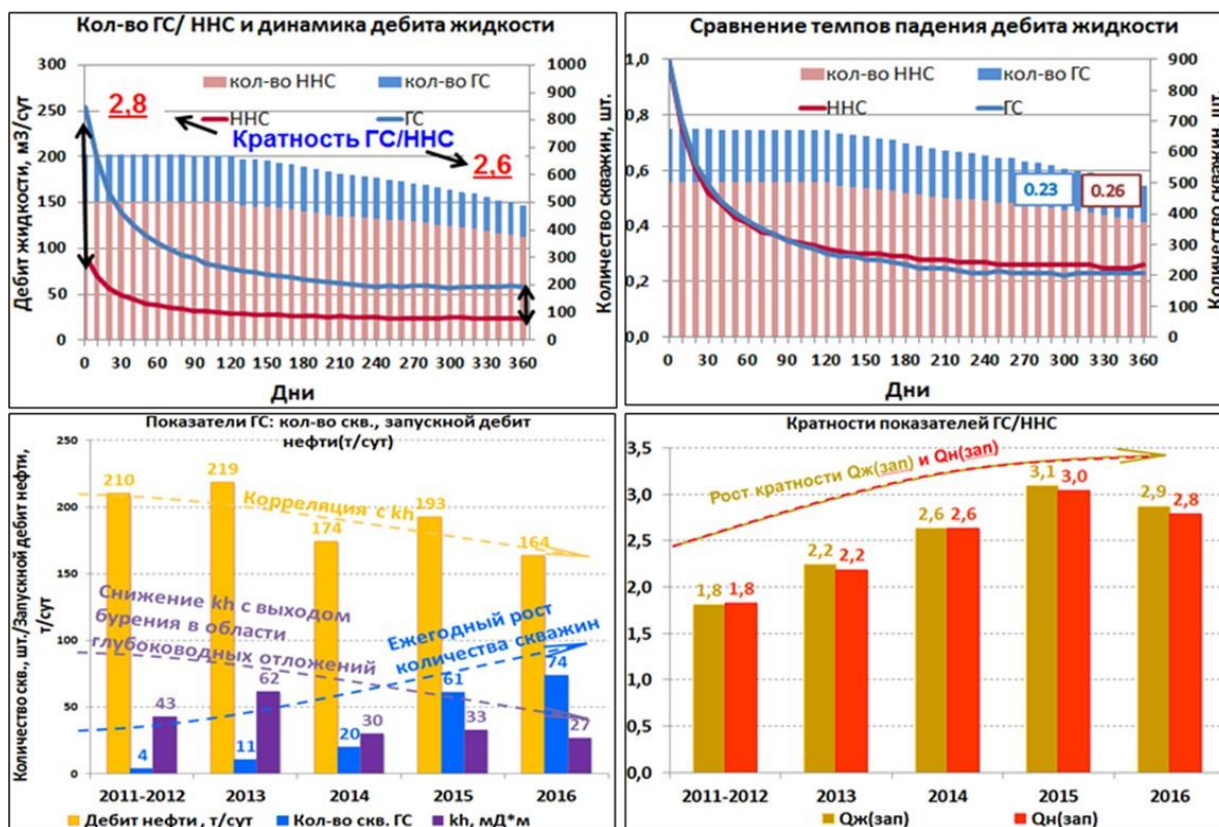 Кол-во ГС/ ННС и динамика дебита жидкости
Дебит жидкости, м3/сут
300
250
200
150
100
50
0
кол-во ННС
кол-во ГС
ННС
ГС
2,8
Кратность ГС/ННС
2,6
1000
900
800
700
600
500
400
300
200
100
0
Количество скважин, шт.
0 30 60 90 120 150 180 210 240 270 300 330 360
Дни
Сравнение темпов падения дебита жидкости
1,0
0,8
0,6
0,4
0,2
0,0
кол-во ННС
кол-во ГС
ННС
ГС
0.23
0.26
900
800
700
600
500
400
300
200
100
0
Количество скважин, шт.
0 30 60 90 120 150 180 210 240 270 300 330 360
Дни
Показатели ГС: кол-во скв., запускной дебит
нефти(т/сут)
Количество скв., шт./Запускной дебит нефти,
т/сут
250
200
150
100
50
0
210
219
174
193
164
Корреляция с kh
Снижение kh с выходом
бурения в области
глубоководных отложений
Ежегодный рост
количества скважин
43
62
30
33
27
4
11
20
61
74
2011-2012 2013 2014 2015 2016
Дебит нефти , т/сут
Кол-во скв. ГС
kh, мД*м
Кратности показателей ГС/ННС
3,5
3,0
2,5
2,0
1,5
1,0
0,5
0,0
Рост кратности Qж(зап) и Qн(зап)
1,8
1,8
2,2
2,2
2,6
2,6
3,1
3,0
2,9
2,8
2011-2012 2013 2014 2015 2016
Qж(зап)
Qн(зап)